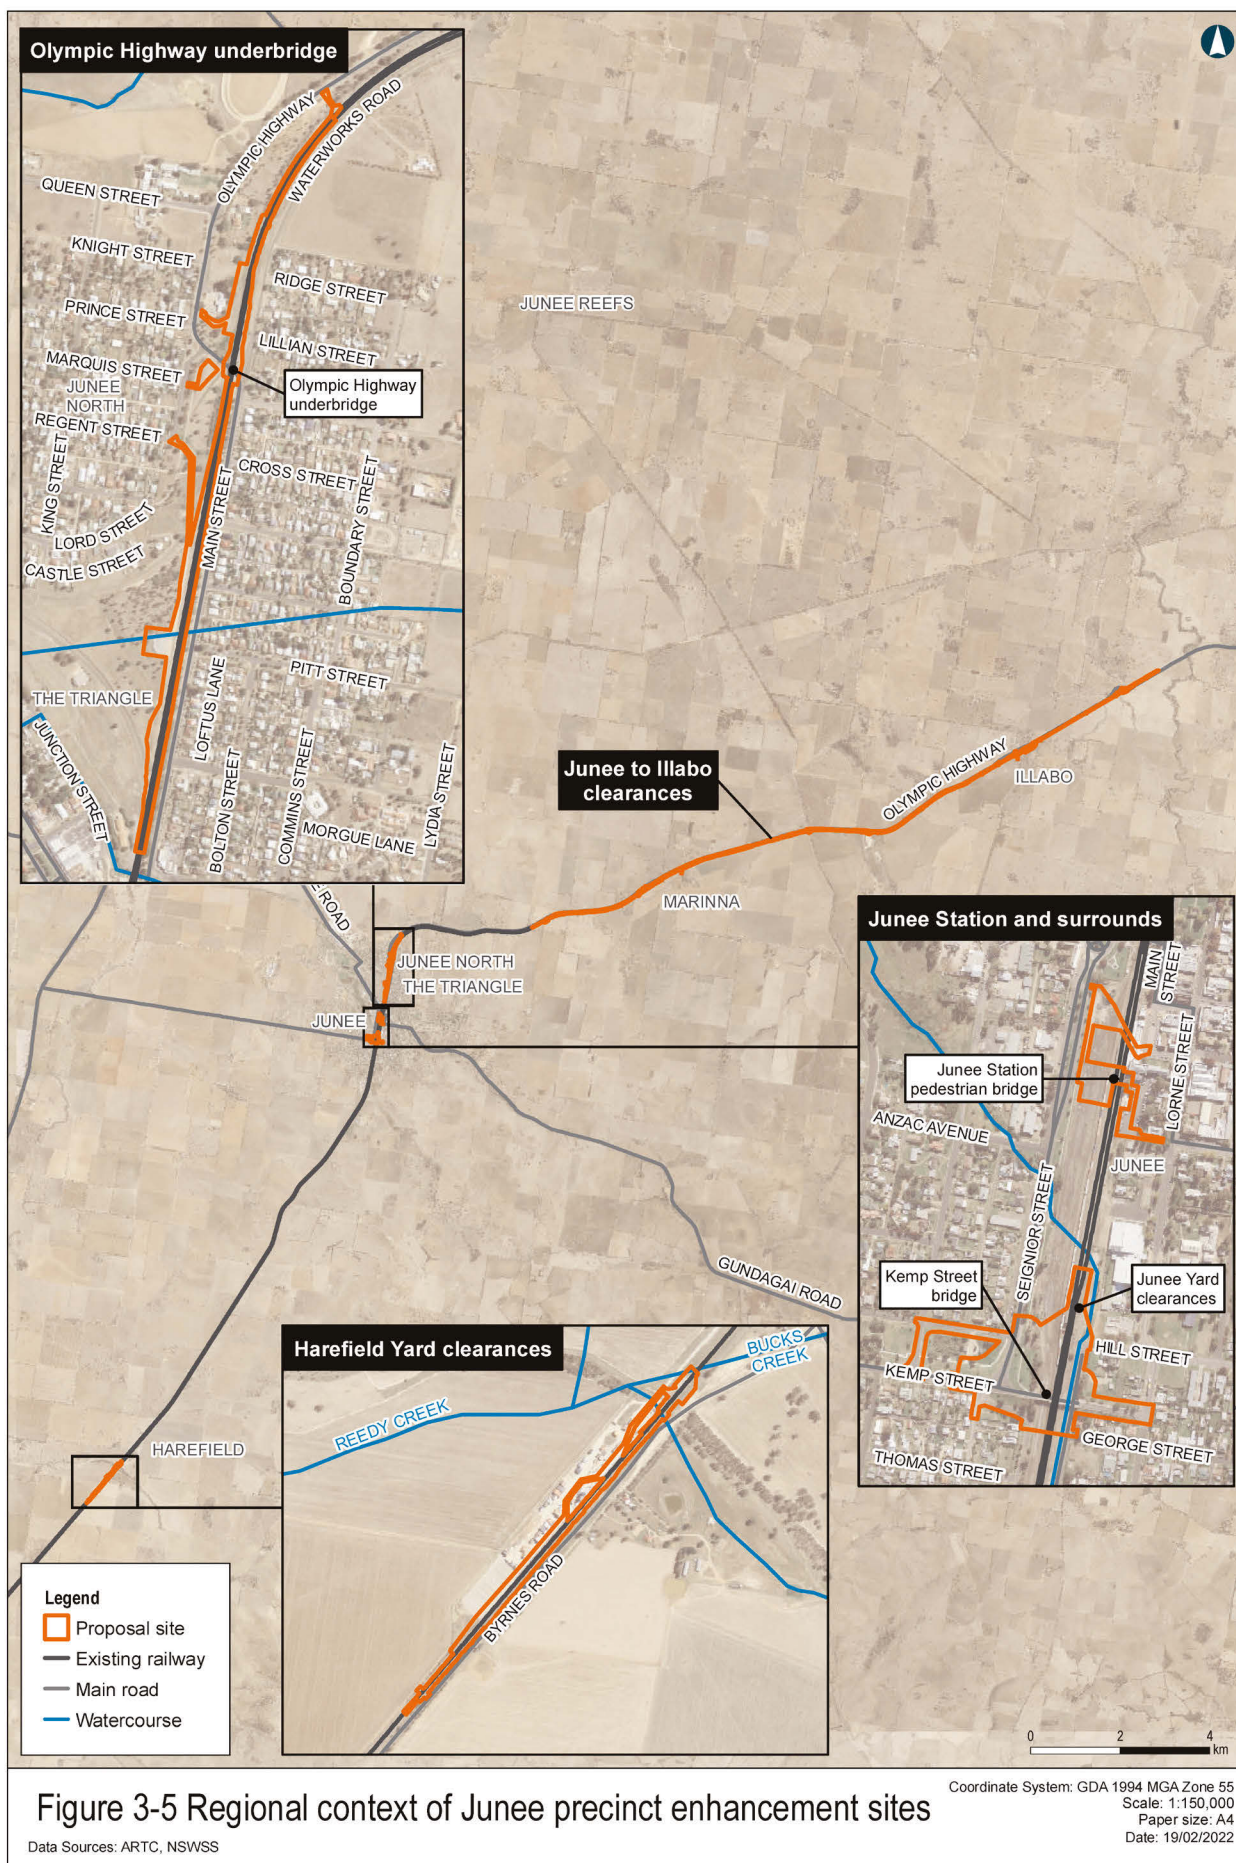 Olympic Highway underbridge
OLYMPIC HIGHWAY
WATERWORKS ROAD
QUEEN STREET
KNIGHT STREET
RIDGE STREET
PRINCE STREET
LILLIAN STREET
MARQUIS STREET
JUNEE
NORTH
Olympic Highway
underbridge
REGENT STREET
KING STREET
CROSS STREET
MAIN STREET
BOUNDARY STREET
LORD STREET
CASTLE STREET
PITT STREET
THE TRIANGLE
LOFTUS LANE
JUNCTION STREET
BOLTON STREET
COMMINS STREET
MORGUE LANE
LYDIA STREET
JUNEE REEFS
Junee to Illabo
clearances
OLYMPIC HIGHWAY
ILLABO
MARINNA
E ROAD
JUNEE NORTH
THE TRIANGLE
JUNEE
GUNDAGAI ROAD
HAREFIELD
Junee Station and surrounds
MAIN
STREET
LORNE STREET
Junee Station
pedestrian bridge
ANZAC AVENUE
JUNEE
SEIGNIOR STREET
Kemp Street
bridge
Junee Yard
clearances
HILL STREET
KEMP STREET
GEORGE STREET
THOMAS STREET
Harefield Yard clearances
BUCKS
CREEK
REEDY CREEK
BYRNES ROAD
Legend
Proposal site
Existing railway
Main road
Watercourse
0 2 4
km
Figure 3-5 Regional context of Junee precinct enhancement sites
Data Sources: ARTC, NSWSS
Coordinate System: GDA 1994 MGA Zone 55
Scale: 1:150,000
Paper size: A4
Date: 19/02/2022